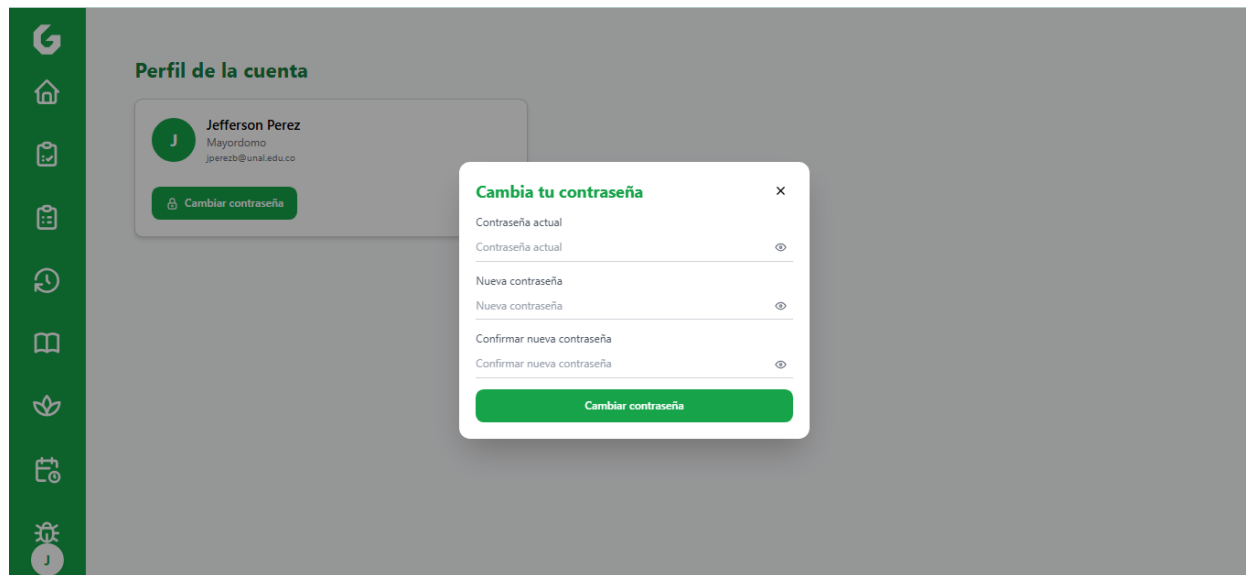 G
Perfil de la cuenta
J
Jefferson Perez
Mayordomo
jperezb@unal.edu.co
Cambiar contraseña
Cambia tu contraseña
Contraseña actual
Contraseña actual
Nueva contraseña
Nueva contraseña
Confirmar nueva contraseña
Confirmar nueva contraseña
Cambiar contraseña
J